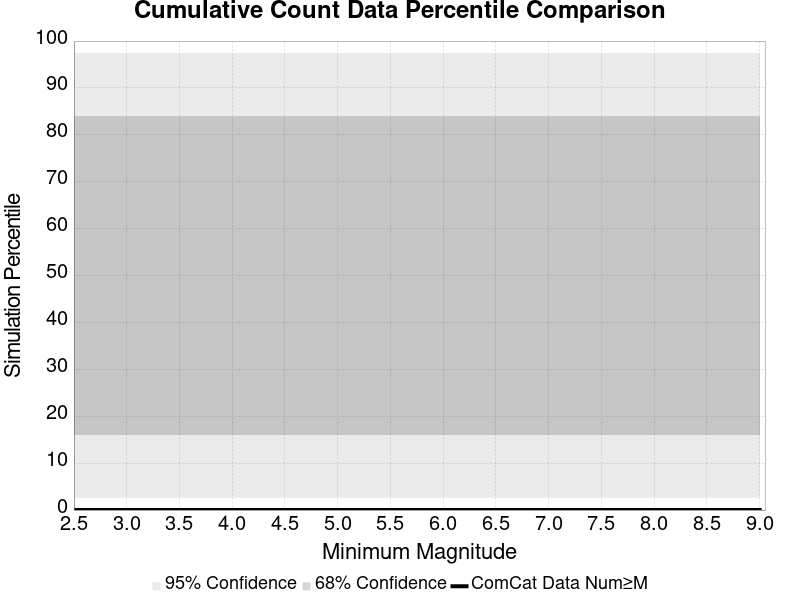 Cumulative Count Data Percentile Comparison
100
90
80
70
60
50
40
30
20
10
0
Simulation Percentile
2.5 3.0 3.5 4.0 4.5 5.0 5.5 6.0 6.5 7.0 7.5 8.0 8.5 9.0
Minimum Magnitude
95% Confidence 68% Confidence ComCat Data Num≥M